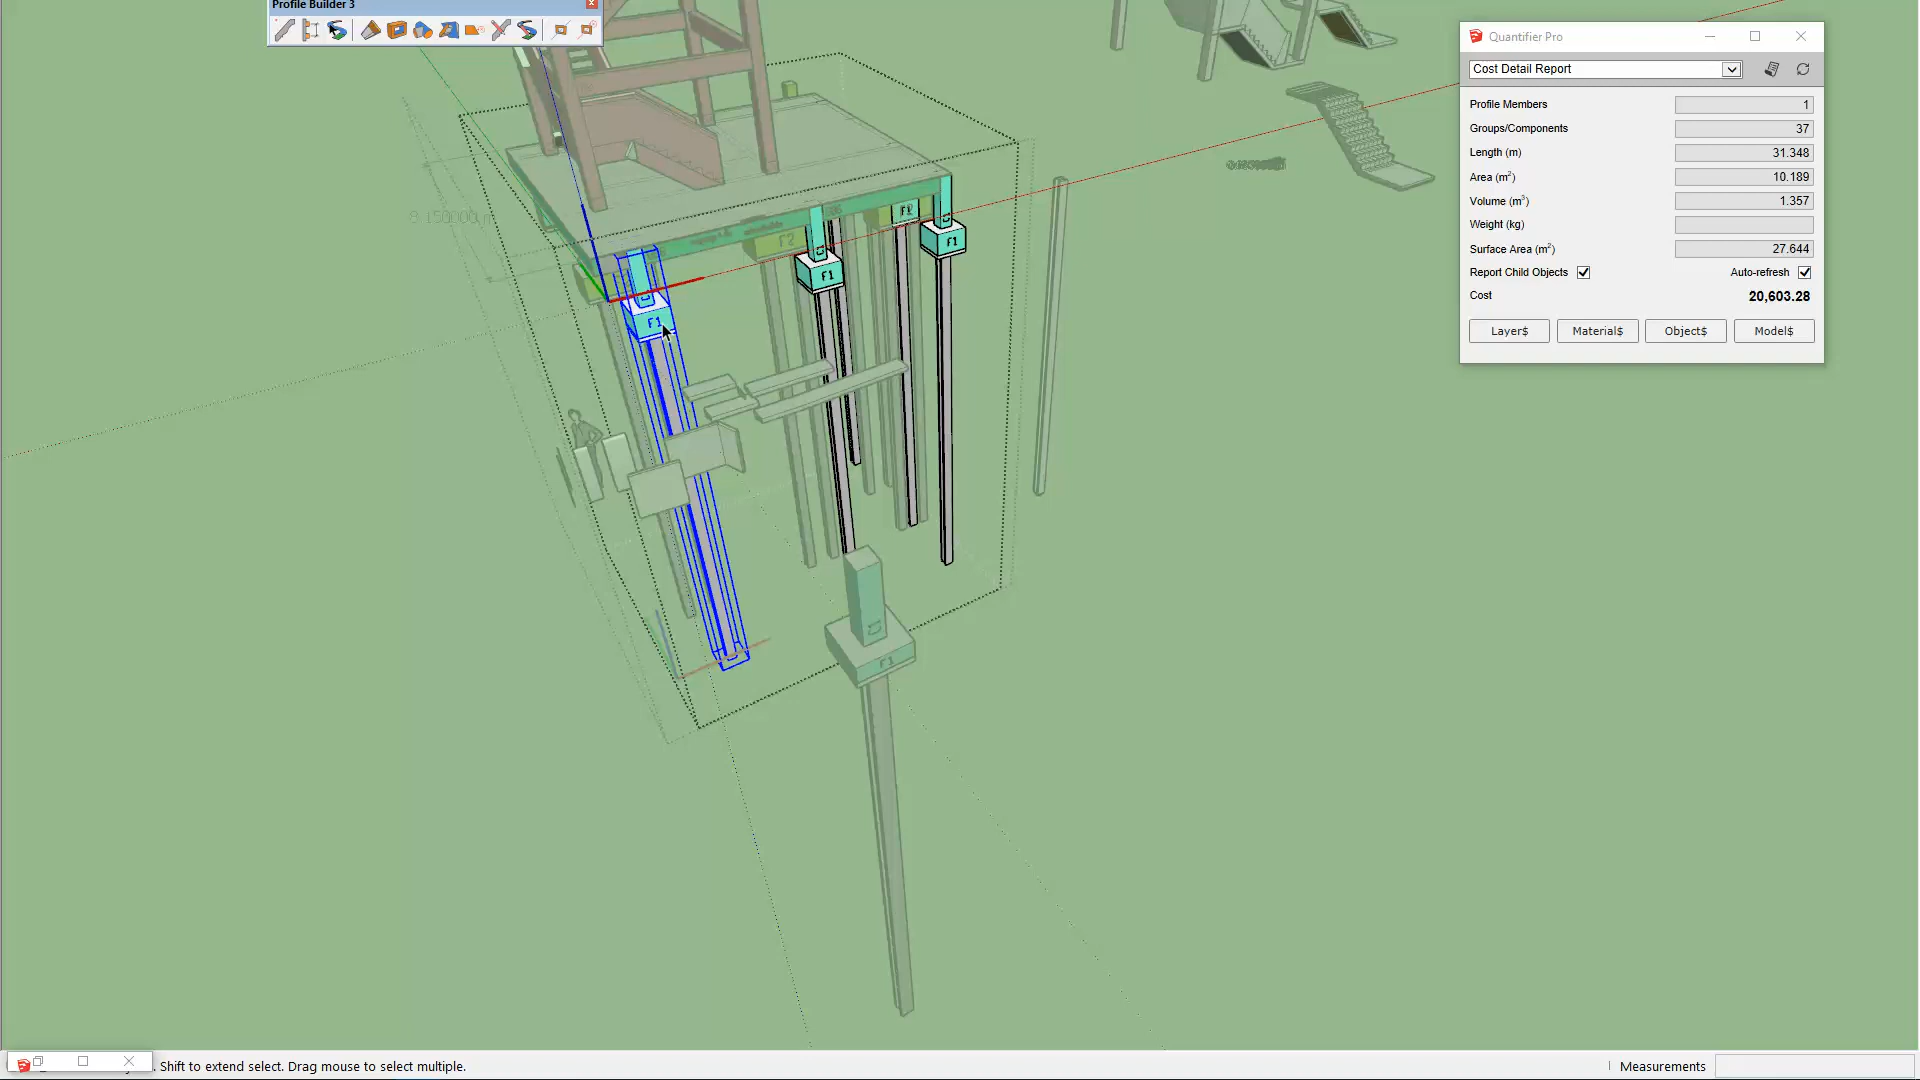 Profile Builder 3
Quantifier Pro
Cost Detail Report
Profile Members 1
Groups/Components 37
Length (m) 31.348
Area (m²) 10.189
Volume (m³) 1.357
Weight (kg)
Surface Area (m²) 27.644
Report Child Objects Auto-refresh
Cost 20,603.28
Layer$ Material$ Object$ Model$
F1
F1
F2
F1
F1
F1
F1
. Shift to extend select. Drag mouse to select multiple.
Measurements